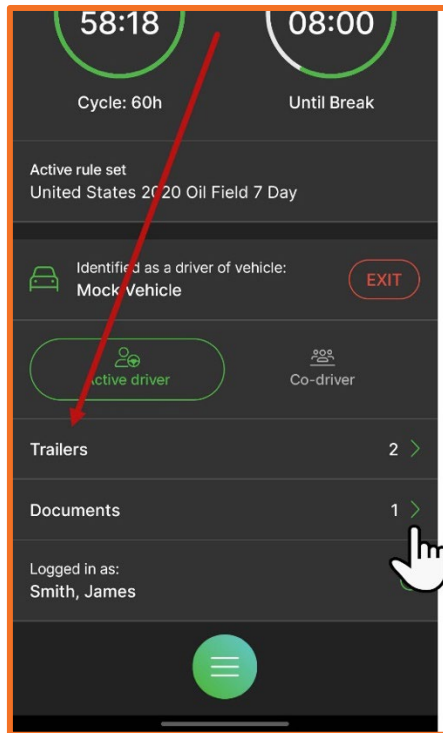 58:18
08:00
Cycle: 60h
Until Break
Active rule set
United States 2020 Oil Field 7 Day
Identified as a driver of vehicle:
Mock Vehicle
EXIT
Active driver
Co-driver
Trailers 2
Documents 1
Logged in as:
Smith, James